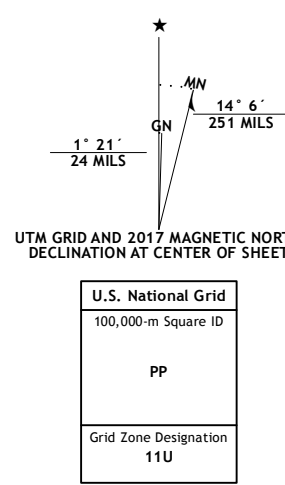 ★
MN
14° 6´
251 MILS
GN
1° 21´
24 MILS
UTM GRID AND 2017 MAGNETIC NORT
DECLINATION AT CENTER OF SHEET
U.S. National Grid
100,000-m Square ID
PP
Grid Zone Designation
11U